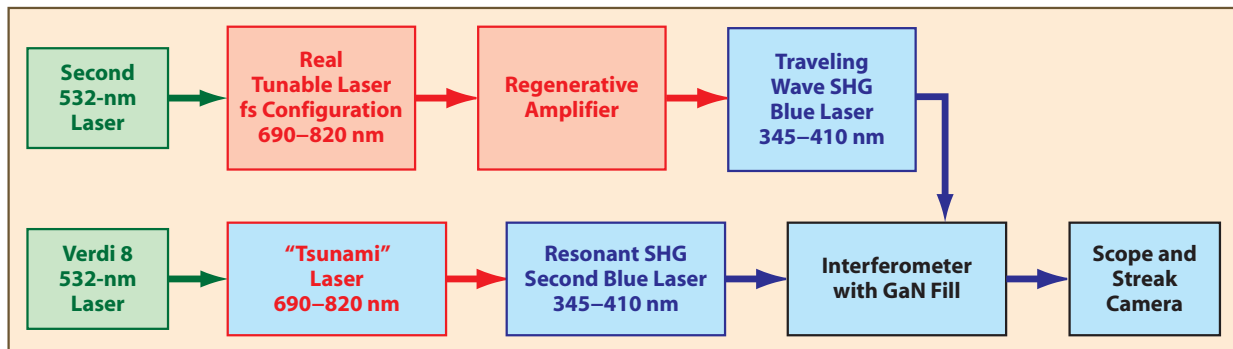 Second
532-nm
Laser
Real
Tunable Laser
fs Configuration
690–820 nm
Regenerative
Amplifier
Traveling
Wave SHG
Blue Laser
345–410 nm
Verdi 8
532-nm
Laser
“Tsunami”
Laser
690–820 nm
Resonant SHG
Second Blue Laser
345–410 nm
Interferometer
with GaN Fill
Scope and
Streak
Camera